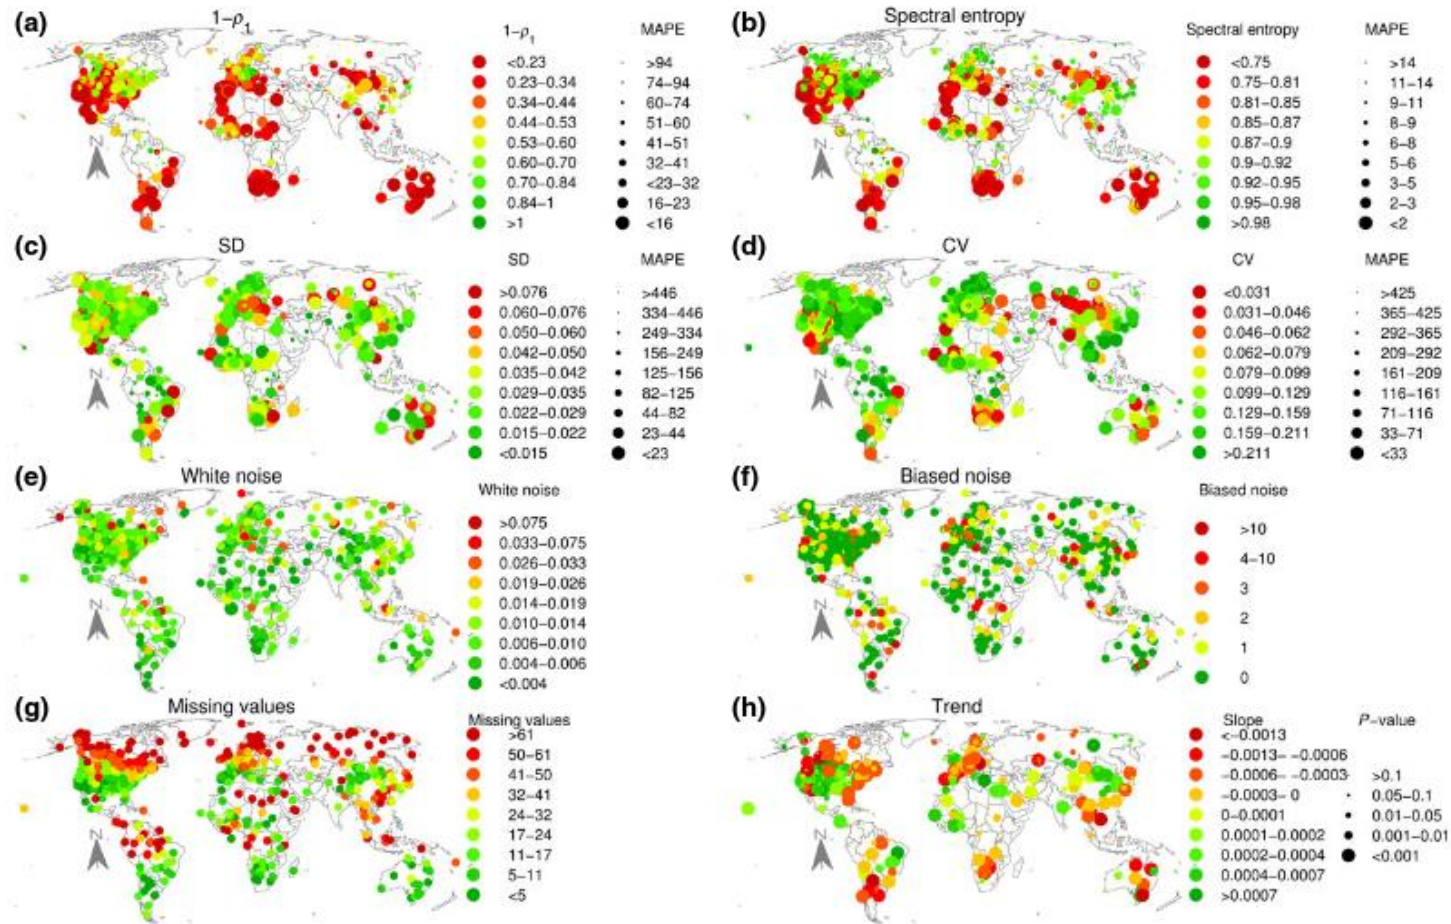 (a)
1−ρ1
1−ρ1
<0.23
0.23−0.34
0.34−0.44
0.44−0.53
0.53−0.60
0.60−0.70
0.70−0.84
0.84−1
>1
MAPE
>94
74−94
60−74
51−60
41−51
32−41
<23−32
16−23
<16
N
(b)
Spectral entropy
Spectral entropy
<0.75
0.75−0.81
0.81−0.85
0.85−0.87
0.87−0.9
0.9−0.92
0.92−0.95
0.95−0.98
>0.98
MAPE
>14
11−14
9−11
8−9
6−8
5−6
3−5
2−3
<2
N
(c)
SD
SD
>0.076
0.060−0.076
0.050−0.060
0.042−0.050
0.035−0.042
0.029−0.035
0.022−0.029
0.015−0.022
<0.015
MAPE
>446
334−446
249−334
156−249
125−156
82−125
44−82
23−44
<23
N
(d)
CV
CV
<0.031
0.031−0.046
0.046−0.062
0.062−0.079
0.079−0.099
0.099−0.129
0.129−0.159
0.159−0.211
>0.211
MAPE
>425
365−425
292−365
209−292
161−209
116−161
71−116
33−71
<33
N
(e)
White noise
White noise
>0.075
0.033−0.075
0.026−0.033
0.019−0.026
0.014−0.019
0.010−0.014
0.006−0.010
0.004−0.006
<0.004
N
(f)
Biased noise
Biased noise
>10
4−10
3
2
1
0
N
(g)
Missing values
Missing values
>61
50−61
41−50
32−41
24−32
17−24
11−17
5−11
<5
N
(h)
Trend
Slope
<−0.0013
−0.0013− −0.0006
−0.0006− −0.0003
−0.0003− 0
0−0.0001
0.0001−0.0002
0.0002−0.0004
0.0004−0.0007
>0.0007
P−value
>0.1
0.05−0.1
0.01−0.05
0.001−0.01
<0.001
N